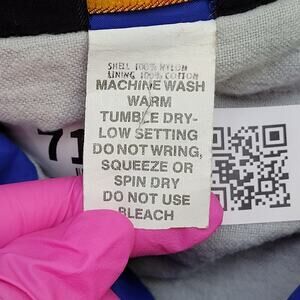 SHELL 100% NYLON
LINING 100% COTTON
MACHINE WASH
WARM
TUMBLE DRY-
LOW SETTING
DO NOT WRING,
SQUEEZE OR
SPIN DRY
DO NOT USE
BLEACH
71